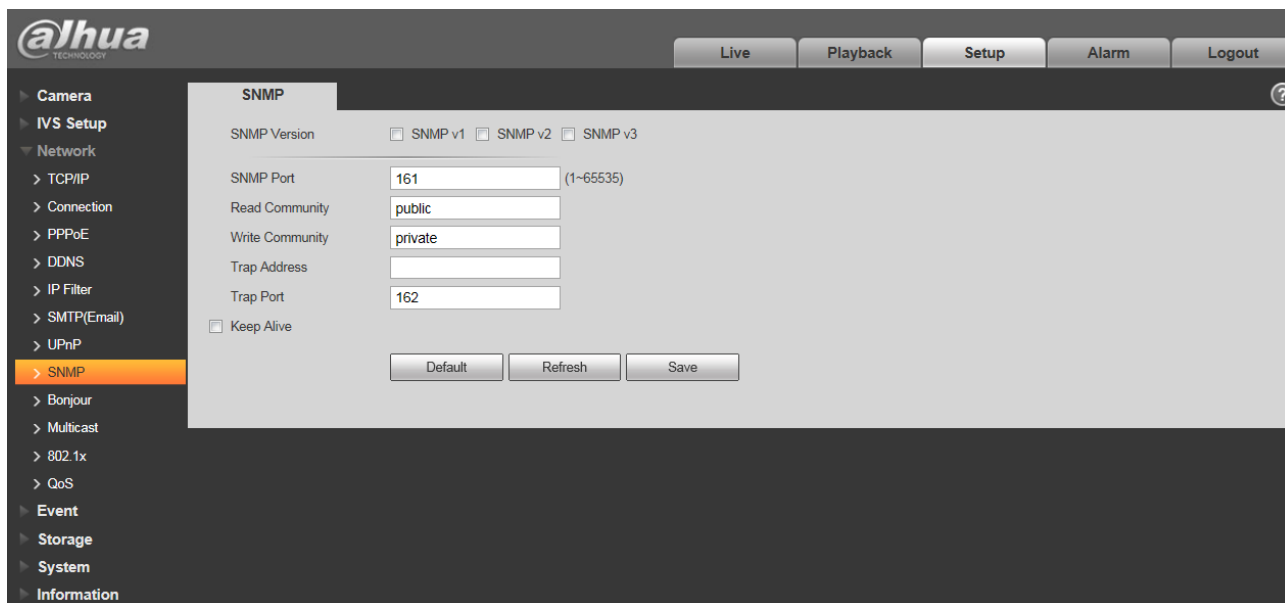 alhua
TECHNOLOGY
Live Playback Setup Alarm Logout
Camera
IVS Setup
Network
> TCP/IP
> Connection
> PPPoE
> DDNS
> IP Filter
> SMTP(Email)
> UPnP
> SNMP
> Bonjour
> Multicast
> 802.1x
> QoS
Event
Storage
System
Information
SNMP
?
SNMP Version SNMP v1 SNMP v2 SNMP v3
SNMP Port 161 (1~65535)
Read Community public
Write Community private
Trap Address
Trap Port 162
Keep Alive
Default Refresh Save